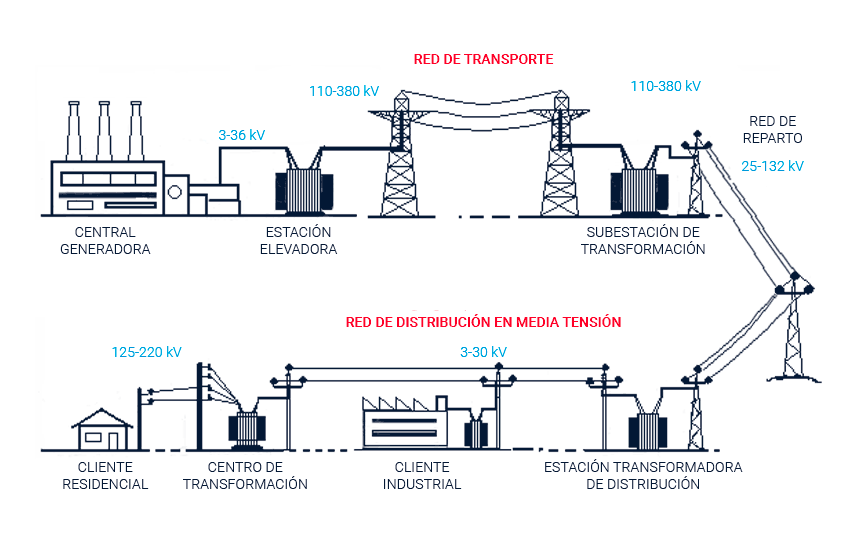 RED DE TRANSPORTE
110-380 kV
110-380 kV
3-36 kV
RED DE
REPARTO
25-132 kV
CENTRAL
GENERADORA
ESTACIÓN
ELEVADORA
SUBESTACIÓN DE
TRANSFORMACIÓN
RED DE DISTRIBUCIÓN EN MEDIA TENSIÓN
125-220 kV
3-30 kV
CLIENTE
RESIDENCIAL
CENTRO DE
TRANSFORMACIÓN
CLIENTE
INDUSTRIAL
ESTACIÓN TRANSFORMADORA
DE DISTRIBUCIÓN